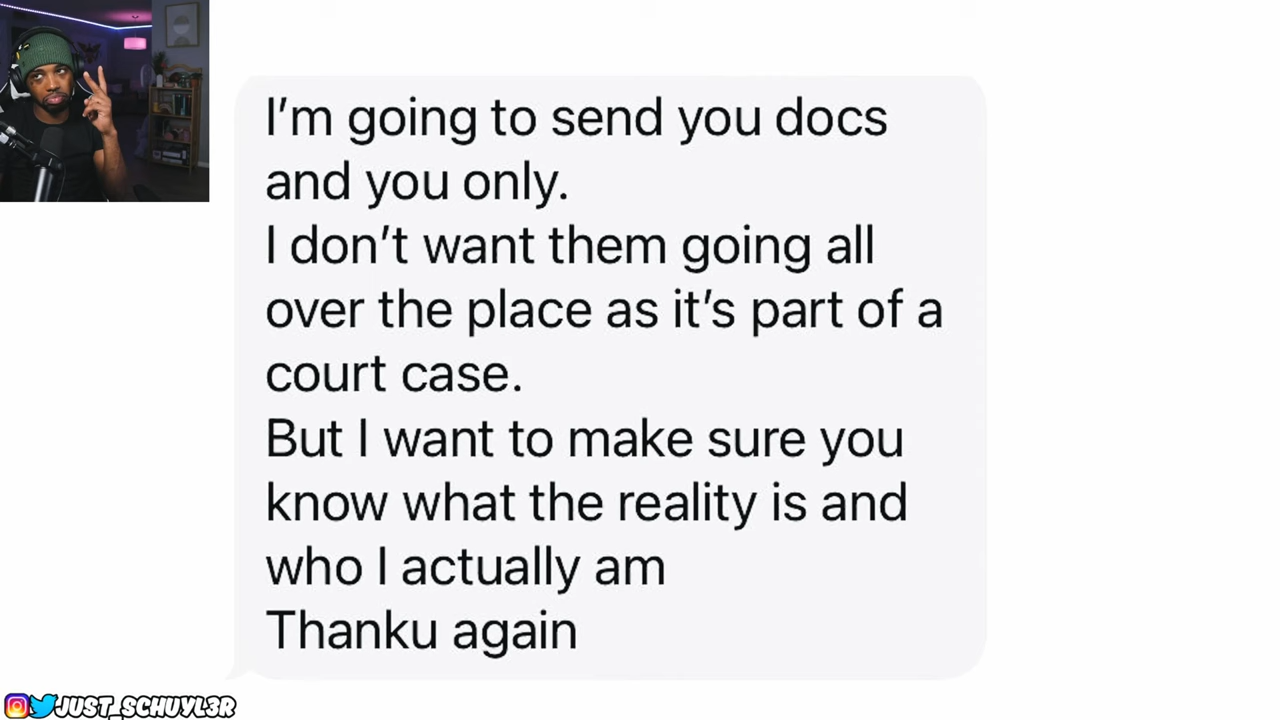 I'm going to send you docs
and you only.
I don't want them going all
over the place as it's part of a
court case.
But I want to make sure you
know what the reality is and
who I actually am
Thanku again
JUST_SCHUYL3R